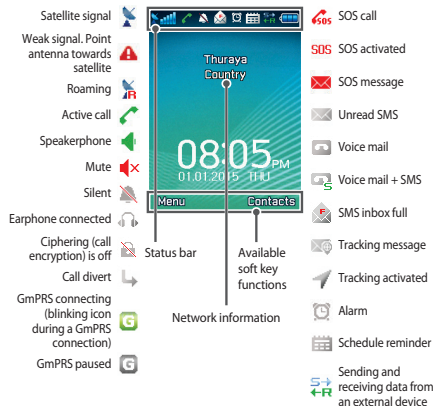 Satellite signal
Weak signal. Point
antenna towards
satellite
Roaming
R
Active call
Speakerphone
Mute
Silent
Earphone connected
Ciphering (call
encryption) is off
Call divert
GmPRS connecting
(blinking icon
during a GmPRS
connection)
G
GmPRS paused
G
Thuraya
Country
08:05 PM
01.01.2015 THU
Menu
Contacts
Status bar
Available
soft key
functions
Network information
SOS
SOS call
SOS
SOS activated
SOS message
Unread SMS
Voice mail
S
Voice mail + SMS
F
SMS inbox full
Tracking message
Tracking activated
Alarm
Schedule reminder
S→
←R
Sending and
receiving data from
an external device